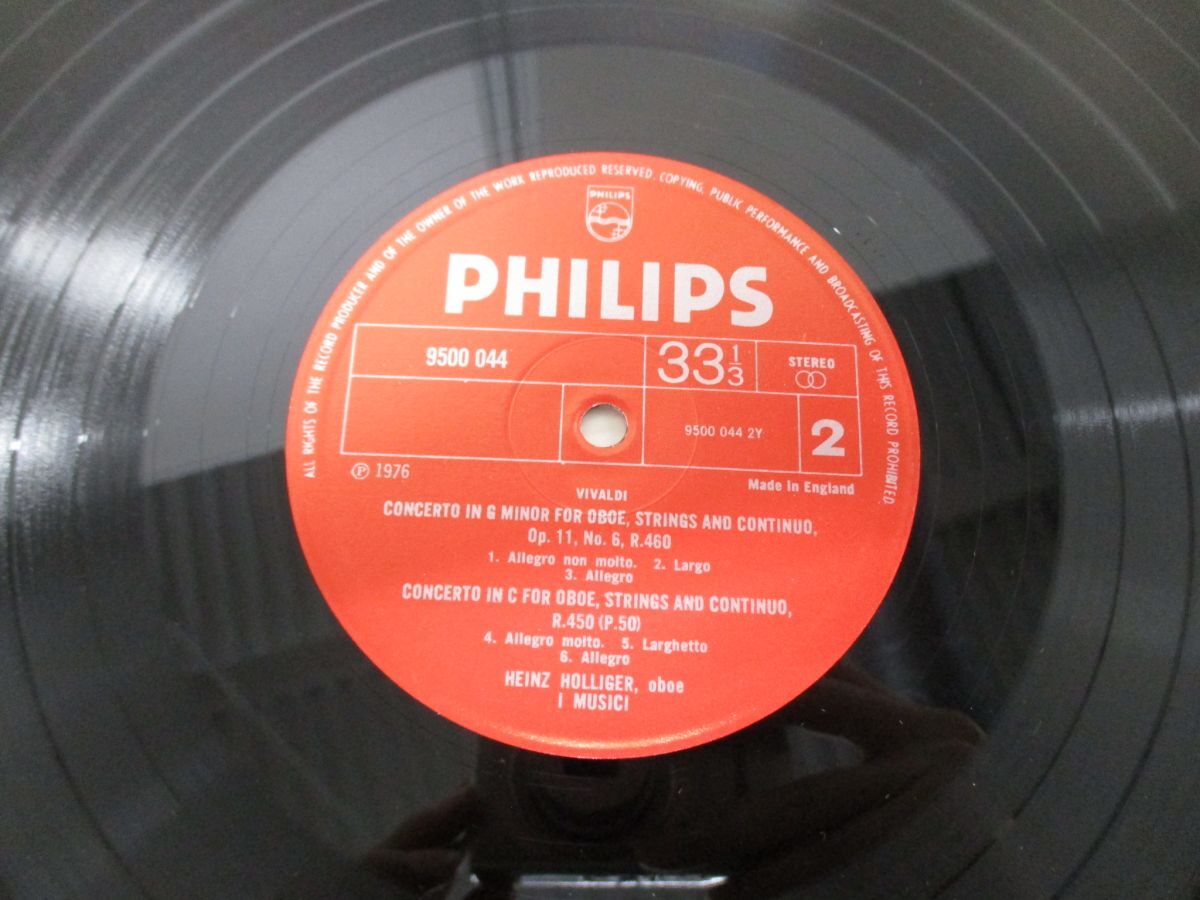 ALL RIGHTS OF THE RECORD PRODUCER AND OF THE OWNER OF THE WORK REPRODUCED RESERVED. COPYING, PUBLIC PERFORMANCE AND BROADCASTING OF THIS RECORD PROHIBITED.
PHILIPS
PHILIPS
9500 044
33 1/3
STEREO
9500 044 2Y
2
Ⓟ 1976
Made in England
VIVALDI
CONCERTO IN G MINOR FOR OBOE, STRINGS AND CONTINUO,
Op. 11, No. 6, R.460
1. Allegro non molto. 2. Largo
3. Allegro
CONCERTO IN C FOR OBOE, STRINGS AND CONTINUO,
R.450 (P.50)
4. Allegro molto. 5. Larghetto
6. Allegro
HEINZ HOLLIGER, oboe
I MUSICI